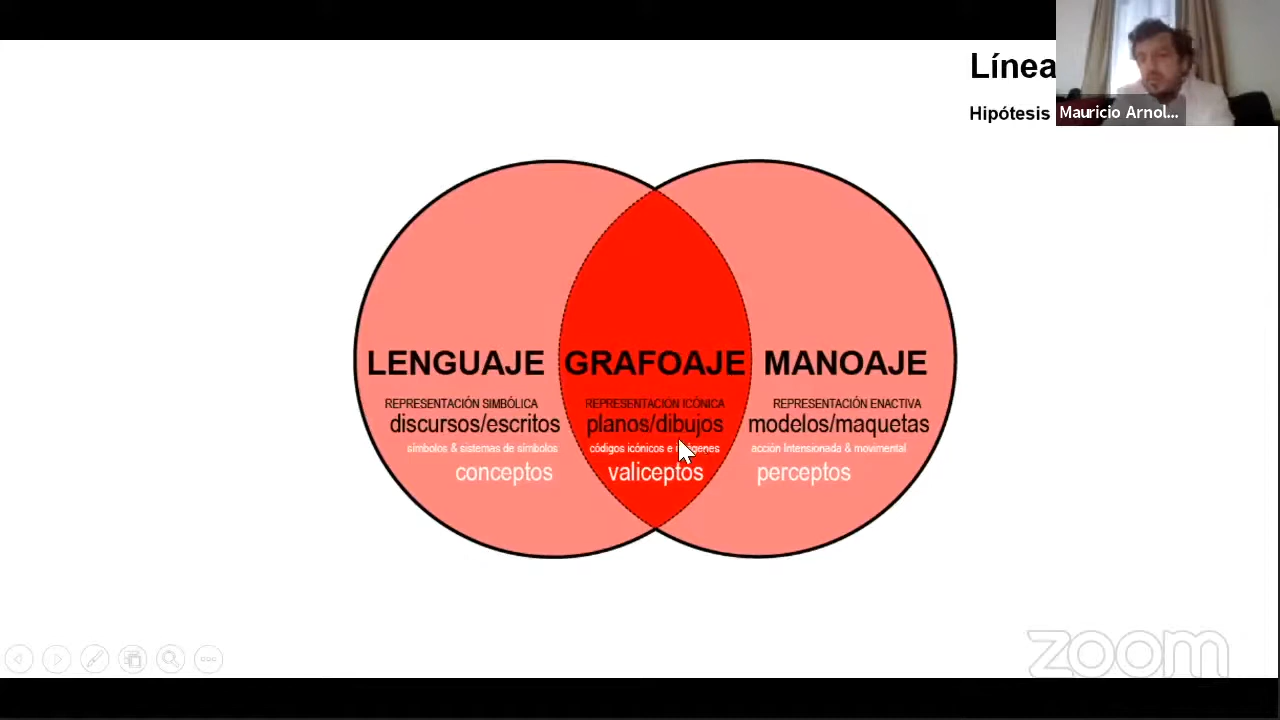 Línea
Hipótesis
Mauricio Arnol...
LENGUAJE GRAFOAJE MANOAJE
REPRESENTACIÓN SIMBÓLICA REPRESENTACIÓN ICÓNICA REPRESENTACIÓN ENACTIVA
discursos/escritos planos/dibujos modelos/maquetas
símbolos & sistemas de símbolos códigos icónicos e imágenes acción intensionada & movimental
conceptos valiceptos perceptos
zoom